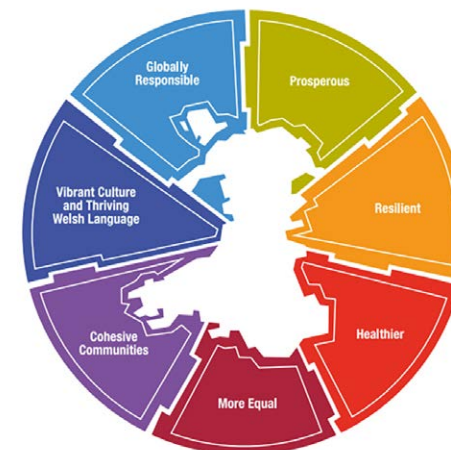 Globally
Responsible
Prosperous
Resilient
Healthier
More Equal
Cohesive
Communities
Vibrant Culture
and Thriving
Welsh Language